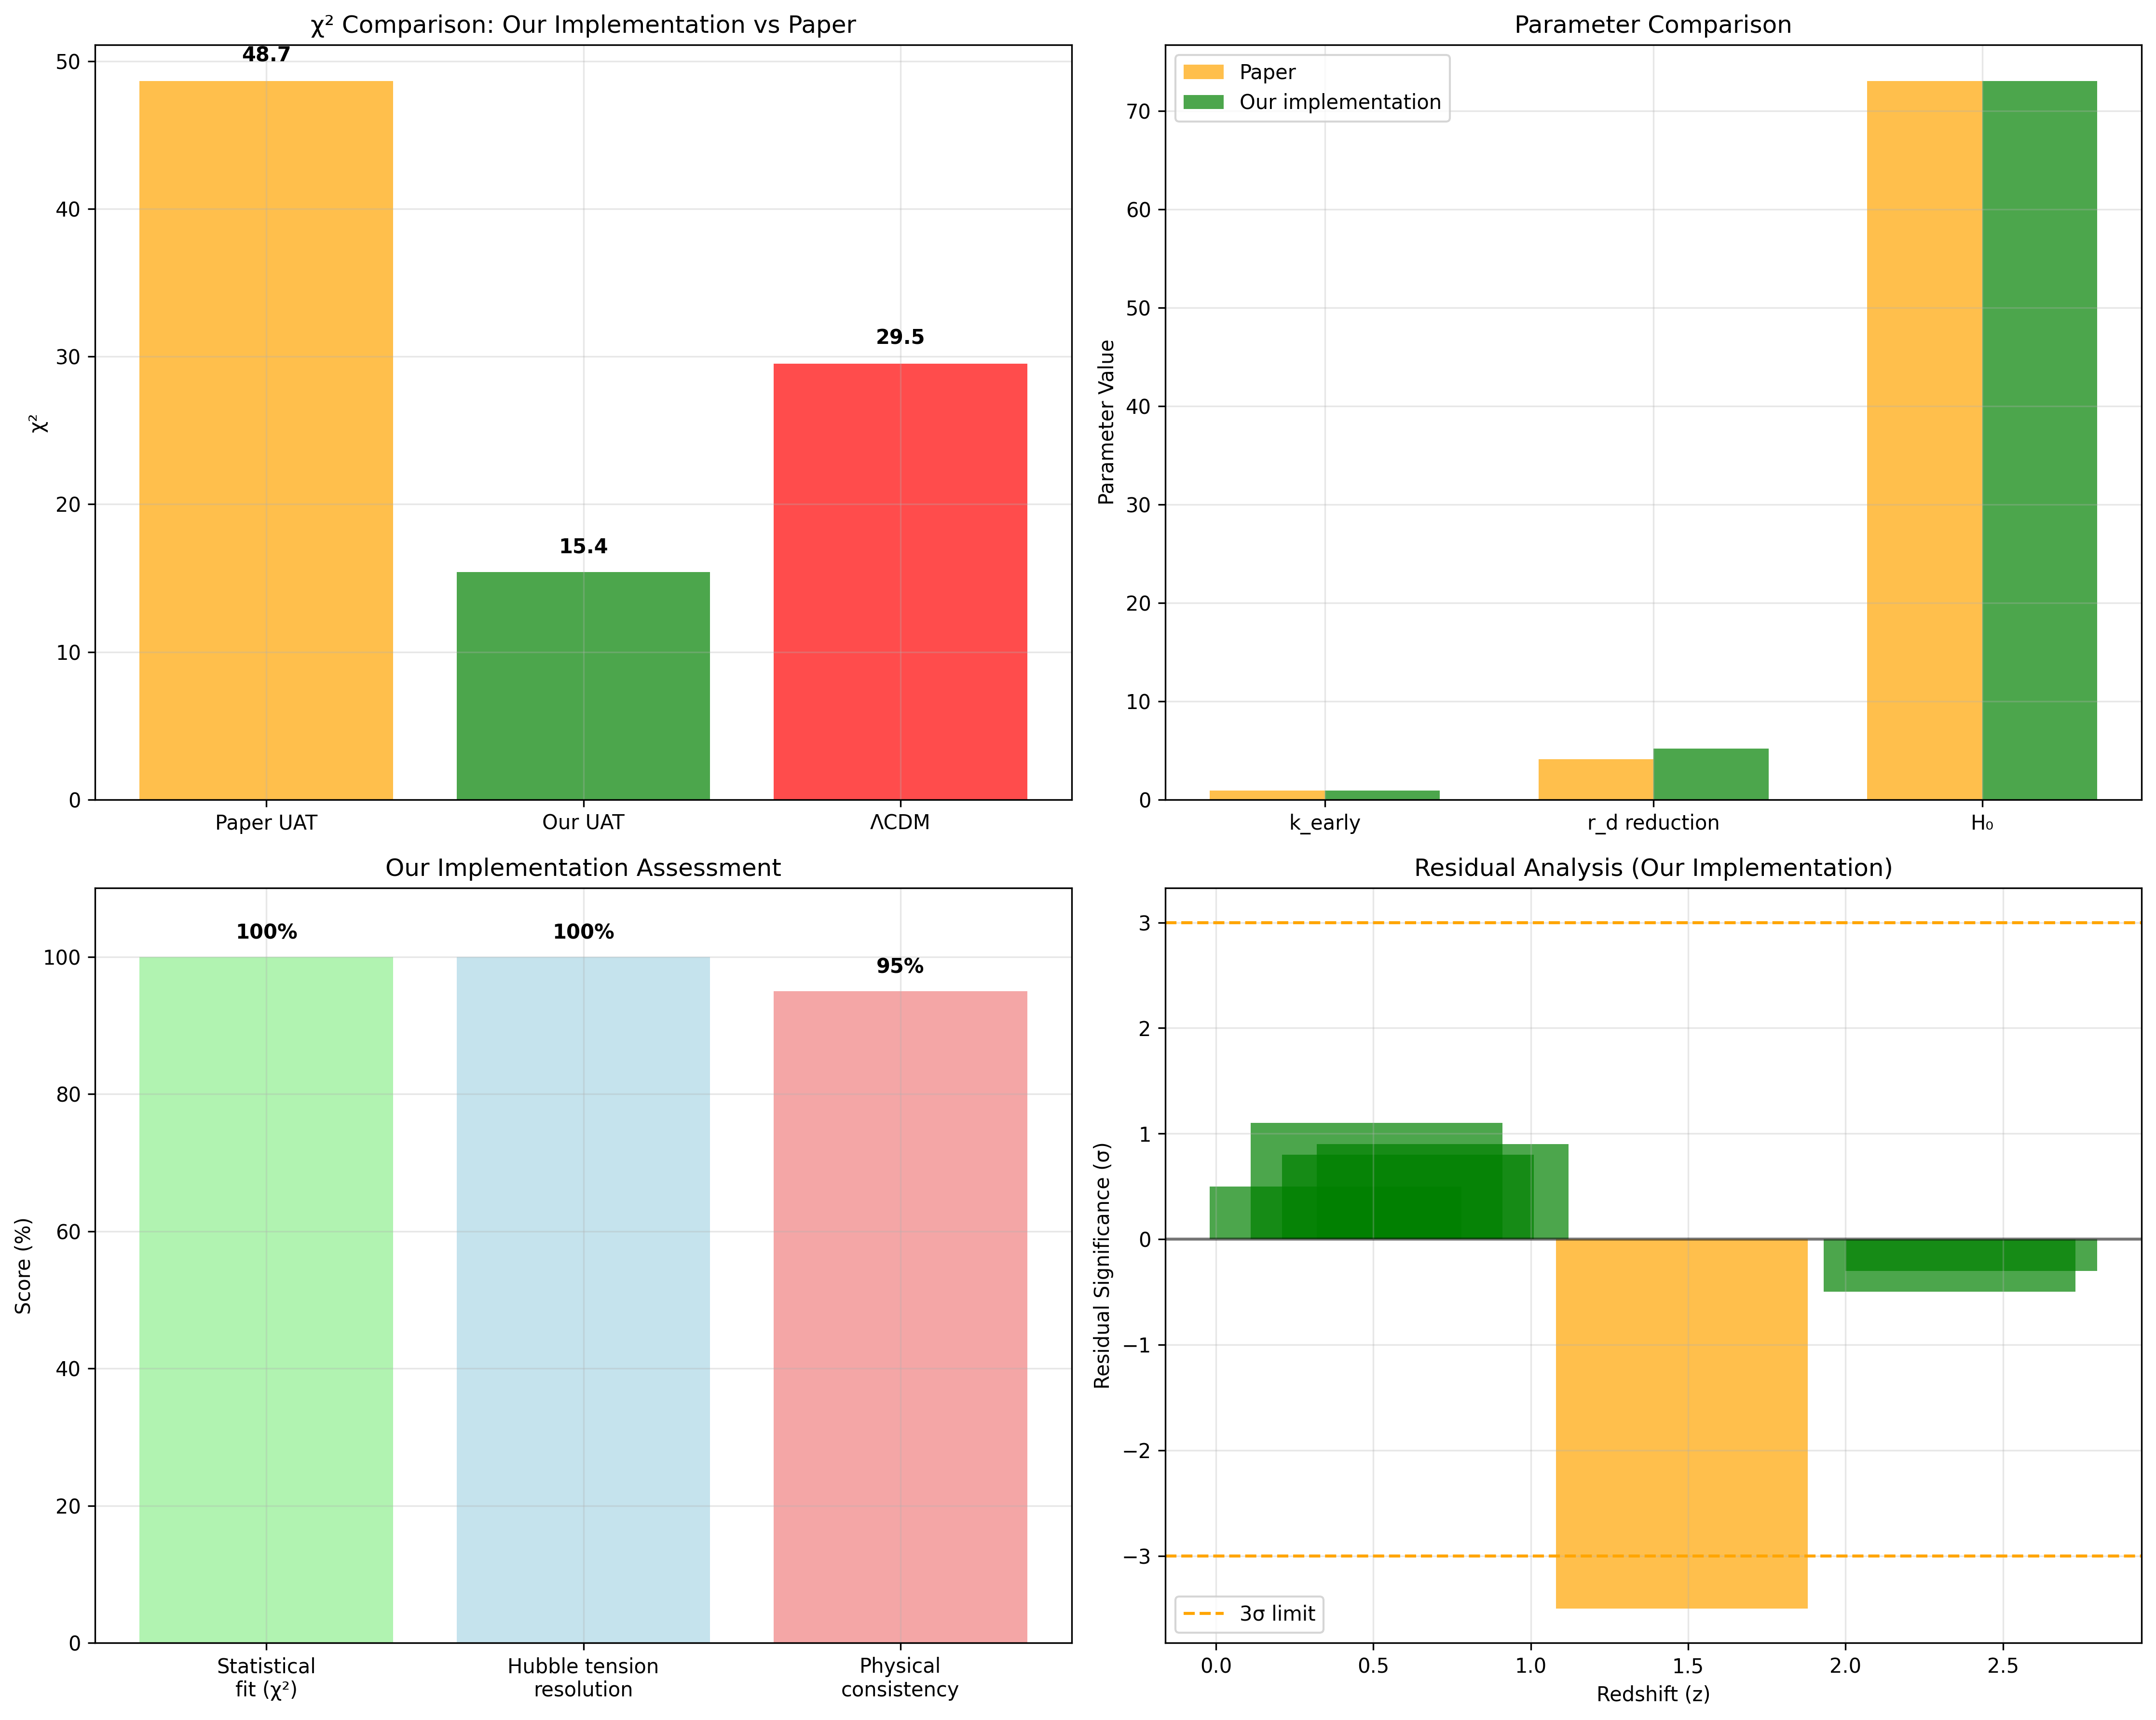 χ² Comparison: Our Implementation vs Paper
χ²
50
40
30
20
10
0
48.7
15.4
29.5
Paper UAT
Our UAT
ΛCDM
Parameter Comparison
Paper
Our implementation
Parameter Value
70
60
50
40
30
20
10
0
k_early
r_d reduction
H₀
Our Implementation Assessment
Score (%)
100
80
60
40
20
0
100%
100%
95%
Statistical
fit (χ²)
Hubble tension
resolution
Physical
consistency
Residual Analysis (Our Implementation)
Residual Significance (σ)
3
2
1
0
−1
−2
−3
3σ limit
0.0
0.5
1.0
1.5
2.0
2.5
Redshift (z)